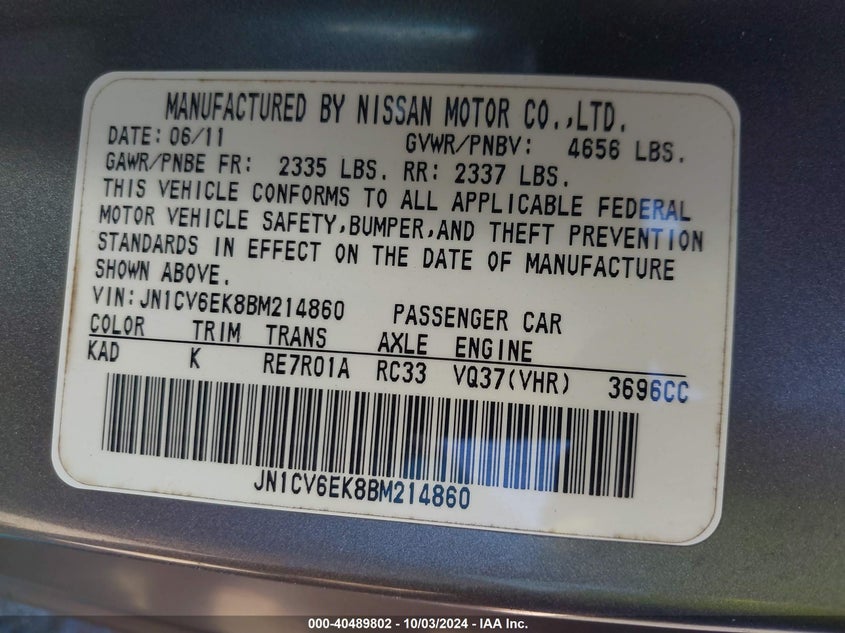 MANUFACTURED BY NISSAN MOTOR CO.,LTD.
DATE: 06/11 GVWR/PNBV: 4656 LBS.
GAWR/PNBE FR: 2335 LBS. RR: 2337 LBS.
THIS VEHICLE CONFORMS TO ALL APPLICABLE FEDERAL
MOTOR VEHICLE SAFETY,BUMPER,AND THEFT PREVENTION
STANDARDS IN EFFECT ON THE DATE OF MANUFACTURE
SHOWN ABOVE.
VIN: JN1CV6EK8BM214860 PASSENGER CAR
COLOR TRIM TRANS AXLE ENGINE
KAD K RE7R01A RC33 VQ37(VHR) 3696CC
JN1CV6EK8BM214860
000-40489802 - 10/03/2024 - IAA Inc.